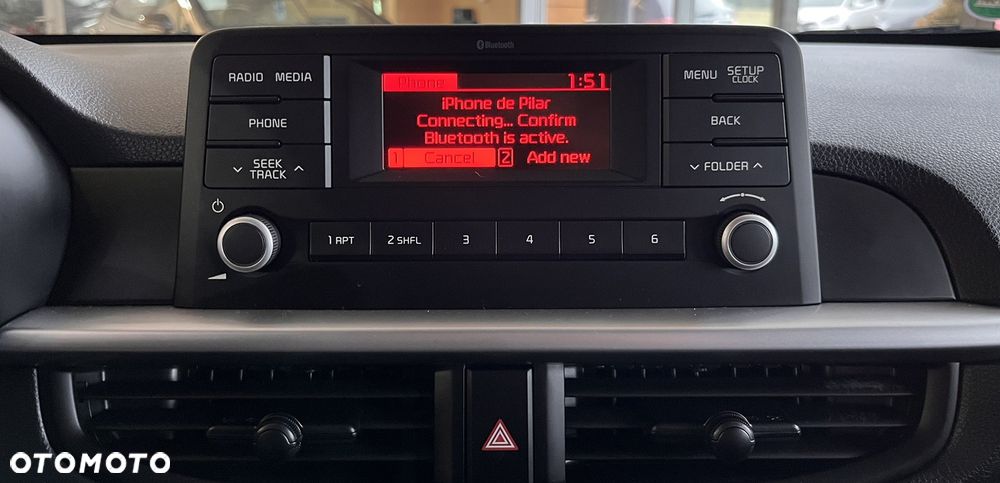 Bluetooth
RADIO MEDIA
PHONE
SEEK
TRACK
Phone 1:51
iPhone de Pilar
Connecting... Confirm
Bluetooth is active.
1 Cancel 2 Add new
MENU SETUP
CLOCK
BACK
FOLDER
1 RPT 2 SHFL 3 4 5 6
OTOMOTO